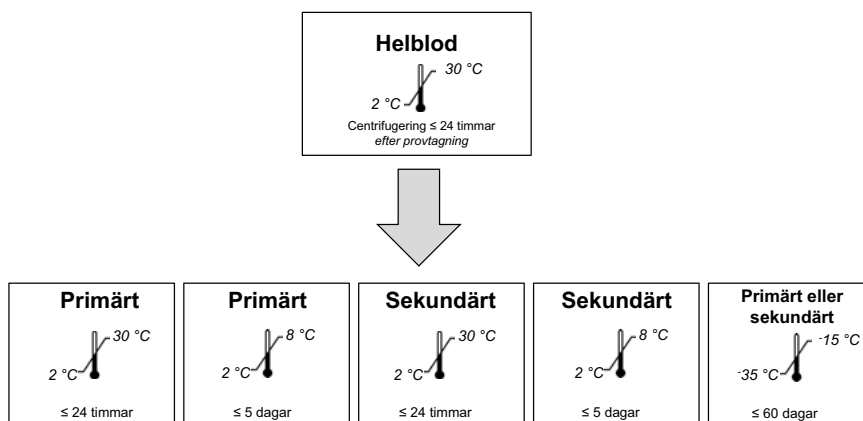 Helblod
30 °C
2 °C
Centrifugering ≤ 24 timmar
efter provtagning
Primärt
30 °C
2 °C
≤ 24 timmar
Primärt
8 °C
2 °C
≤ 5 dagar
Sekundärt
30 °C
2 °C
≤ 24 timmar
Sekundärt
8 °C
2 °C
≤ 5 dagar
Primärt eller
sekundärt
-15 °C
-35 °C
≤ 60 dagar